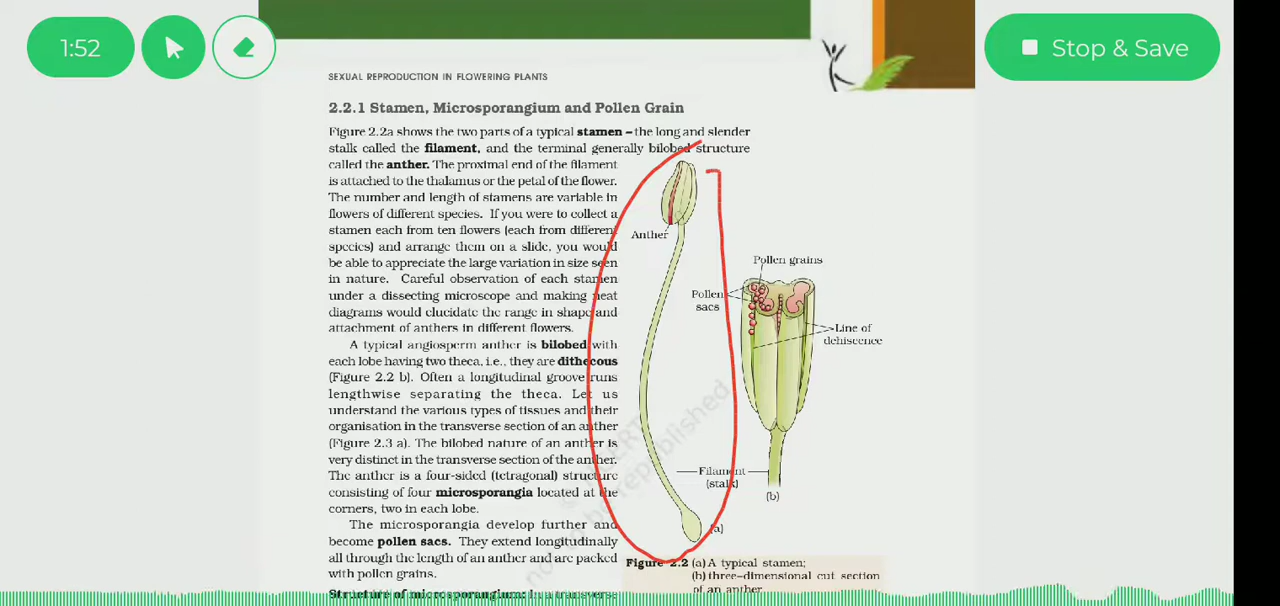 1:52
Stop & Save
SEXUAL REPRODUCTION IN FLOWERING PLANTS
2.2.1 Stamen, Microsporangium and Pollen Grain
Figure 2.2a shows the two parts of a typical stamen – the long and slender
stalk called the filament, and the terminal generally bilobed structure
called the anther. The proximal end of the filament
is attached to the thalamus or the petal of the flower.
The number and length of stamens are variable in
flowers of different species. If you were to collect a
stamen each from ten flowers (each from different
species) and arrange them on a slide, you would
be able to appreciate the large variation in size seen
in nature. Careful observation of each stamen
under a dissecting microscope and making neat
diagrams would elucidate the range in shape and
attachment of anthers in different flowers.
A typical angiosperm anther is bilobed with
each lobe having two theca, i.e., they are dithecous
(Figure 2.2 b). Often a longitudinal groove runs
lengthwise separating the theca. Let us
understand the various types of tissues and their
organisation in the transverse section of an anther
(Figure 2.3 a). The bilobed nature of an anther is
very distinct in the transverse section of the anther.
The anther is a four-sided (tetragonal) structure
consisting of four microsporangia located at the
corners, two in each lobe.
The microsporangia develop further and
become pollen sacs. They extend longitudinally
all through the length of an anther and are packed
with pollen grains.
Structure of microsporangium: In a transverse
Anther
Pollen grains
Pollen
sacs
Line of
dehiscence
Filament
(stalk)
(b)
(a)
Figure 2.2 (a) A typical stamen;
(b) three–dimensional cut section
of an anther
not to be republished